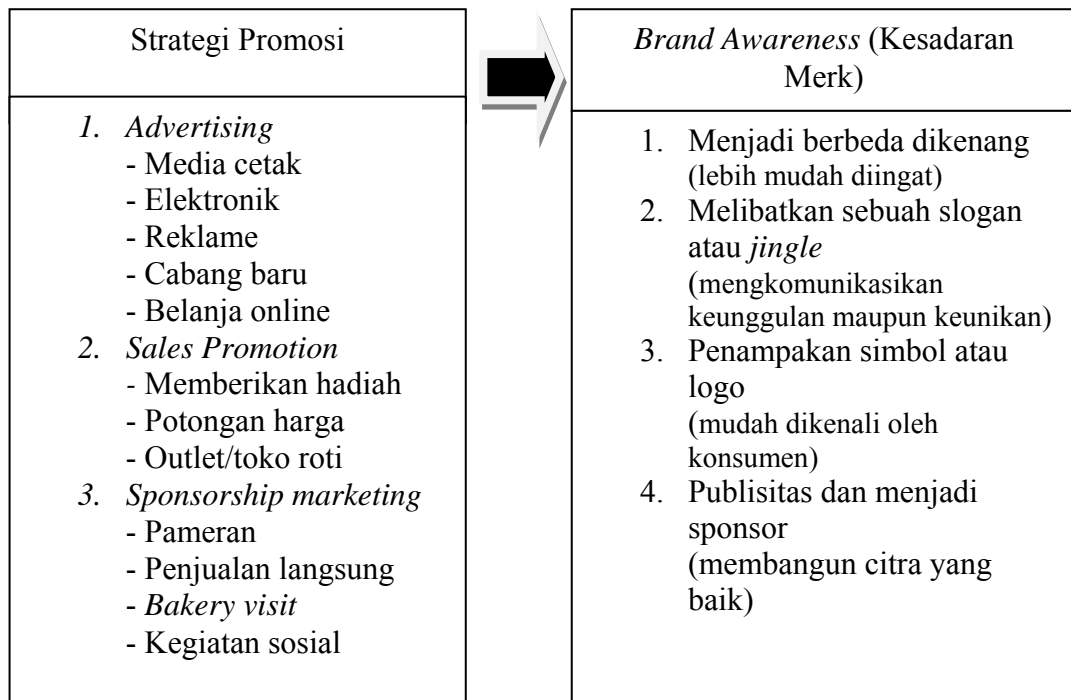 Strategi Promosi
1. Advertising
- Media cetak
- Elektronik
- Reklame
- Cabang baru
- Belanja online
2. Sales Promotion
- Memberikan hadiah
- Potongan harga
- Outlet/toko roti
3. Sponsorship marketing
- Pameran
- Penjualan langsung
- Bakery visit
- Kegiatan sosial
Brand Awareness (Kesadaran
Merk)
1. Menjadi berbeda dikenang
(lebih mudah diingat)
2. Melibatkan sebuah slogan
atau jingle
(mengkomunikasikan
keunggulan maupun keunikan)
3. Penampakan simbol atau
logo
(mudah dikenali oleh
konsumen)
4. Publisitas dan menjadi
sponsor
(membangun citra yang
baik)